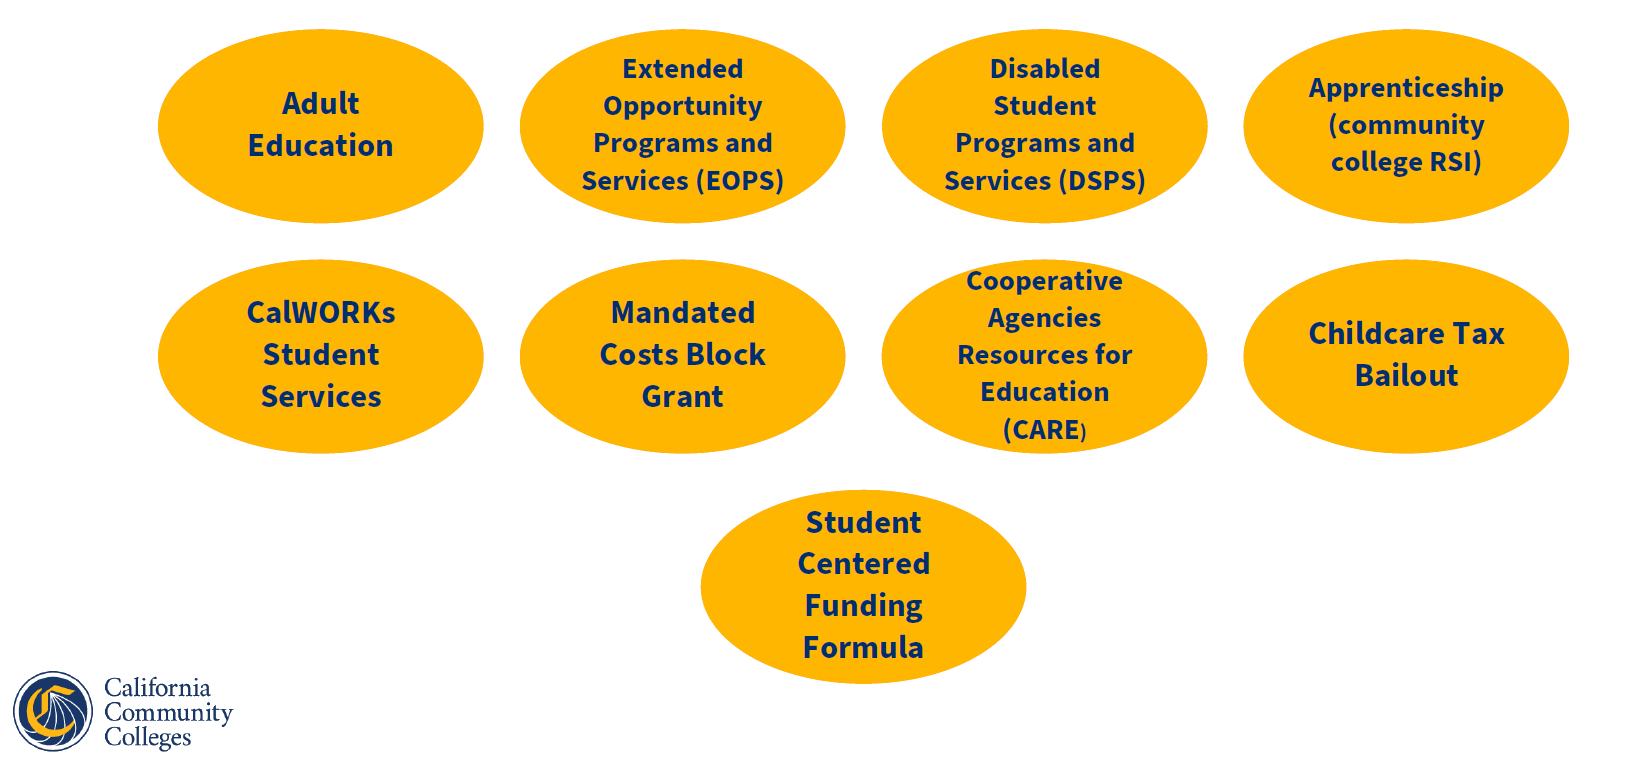 Adult
Education
Extended
Opportunity
Programs and
Services (EOPS)
Disabled
Student
Programs and
Services (DSPS)
Apprenticeship
(community
college RSI)
CalWORKs
Student
Services
Mandated
Costs Block
Grant
Cooperative
Agencies
Resources for
Education
(CARE)
Childcare Tax
Bailout
Student
Centered
Funding
Formula
California
Community
Colleges